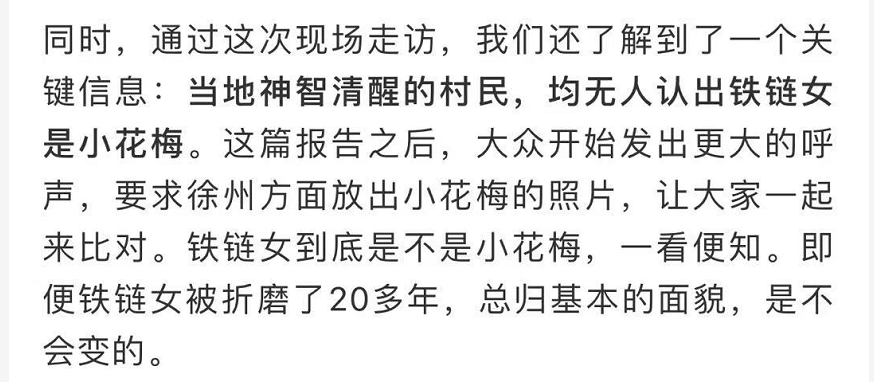 同时，通过这次现场走访，我们还了解到了一个关
键信息：当地神智清醒的村民，均无人认出铁链女
是小花梅。这篇报告之后，大众开始发出更大的呼
声，要求徐州方面放出小花梅的照片，让大家一起
来比对。铁链女到底是不是小花梅，一看便知。即
便铁链女被折磨了20多年，总归基本的面貌，是不
会变的。